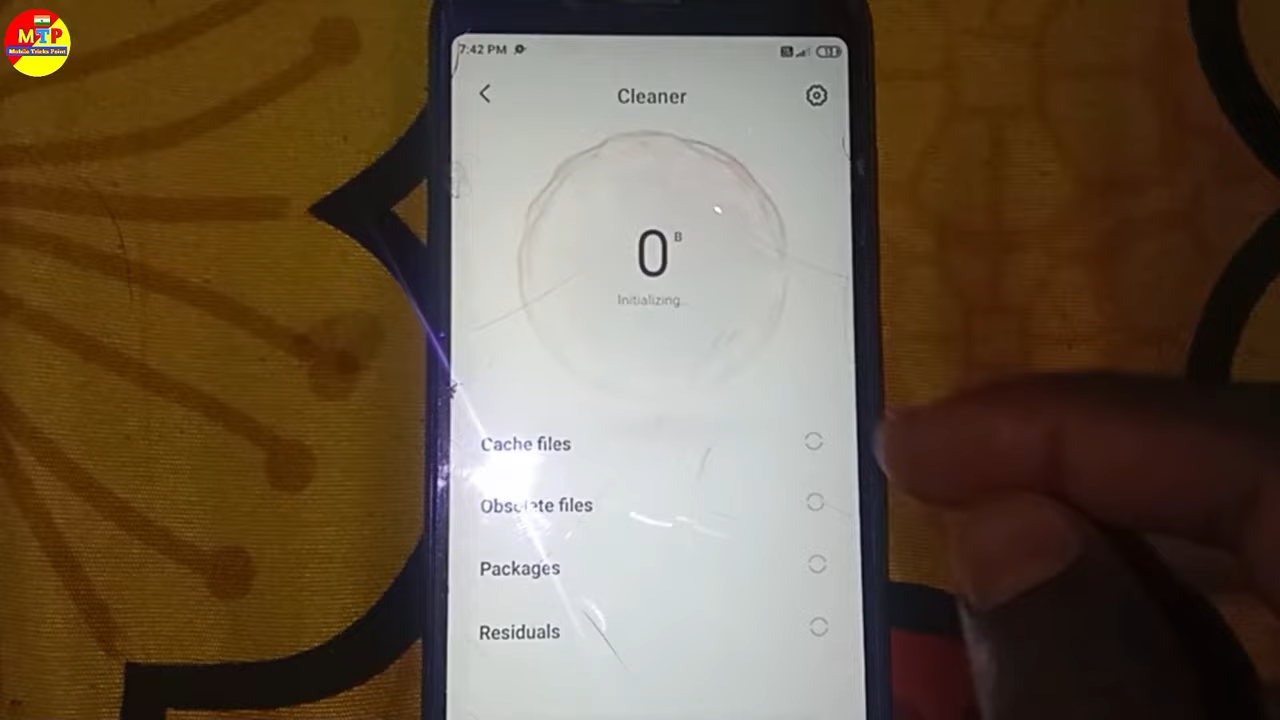 MTP
Mobile Tricks Point
7:42 PM
Cleaner
0 B
Initializing..
Cache files
Obsolete files
Packages
Residuals